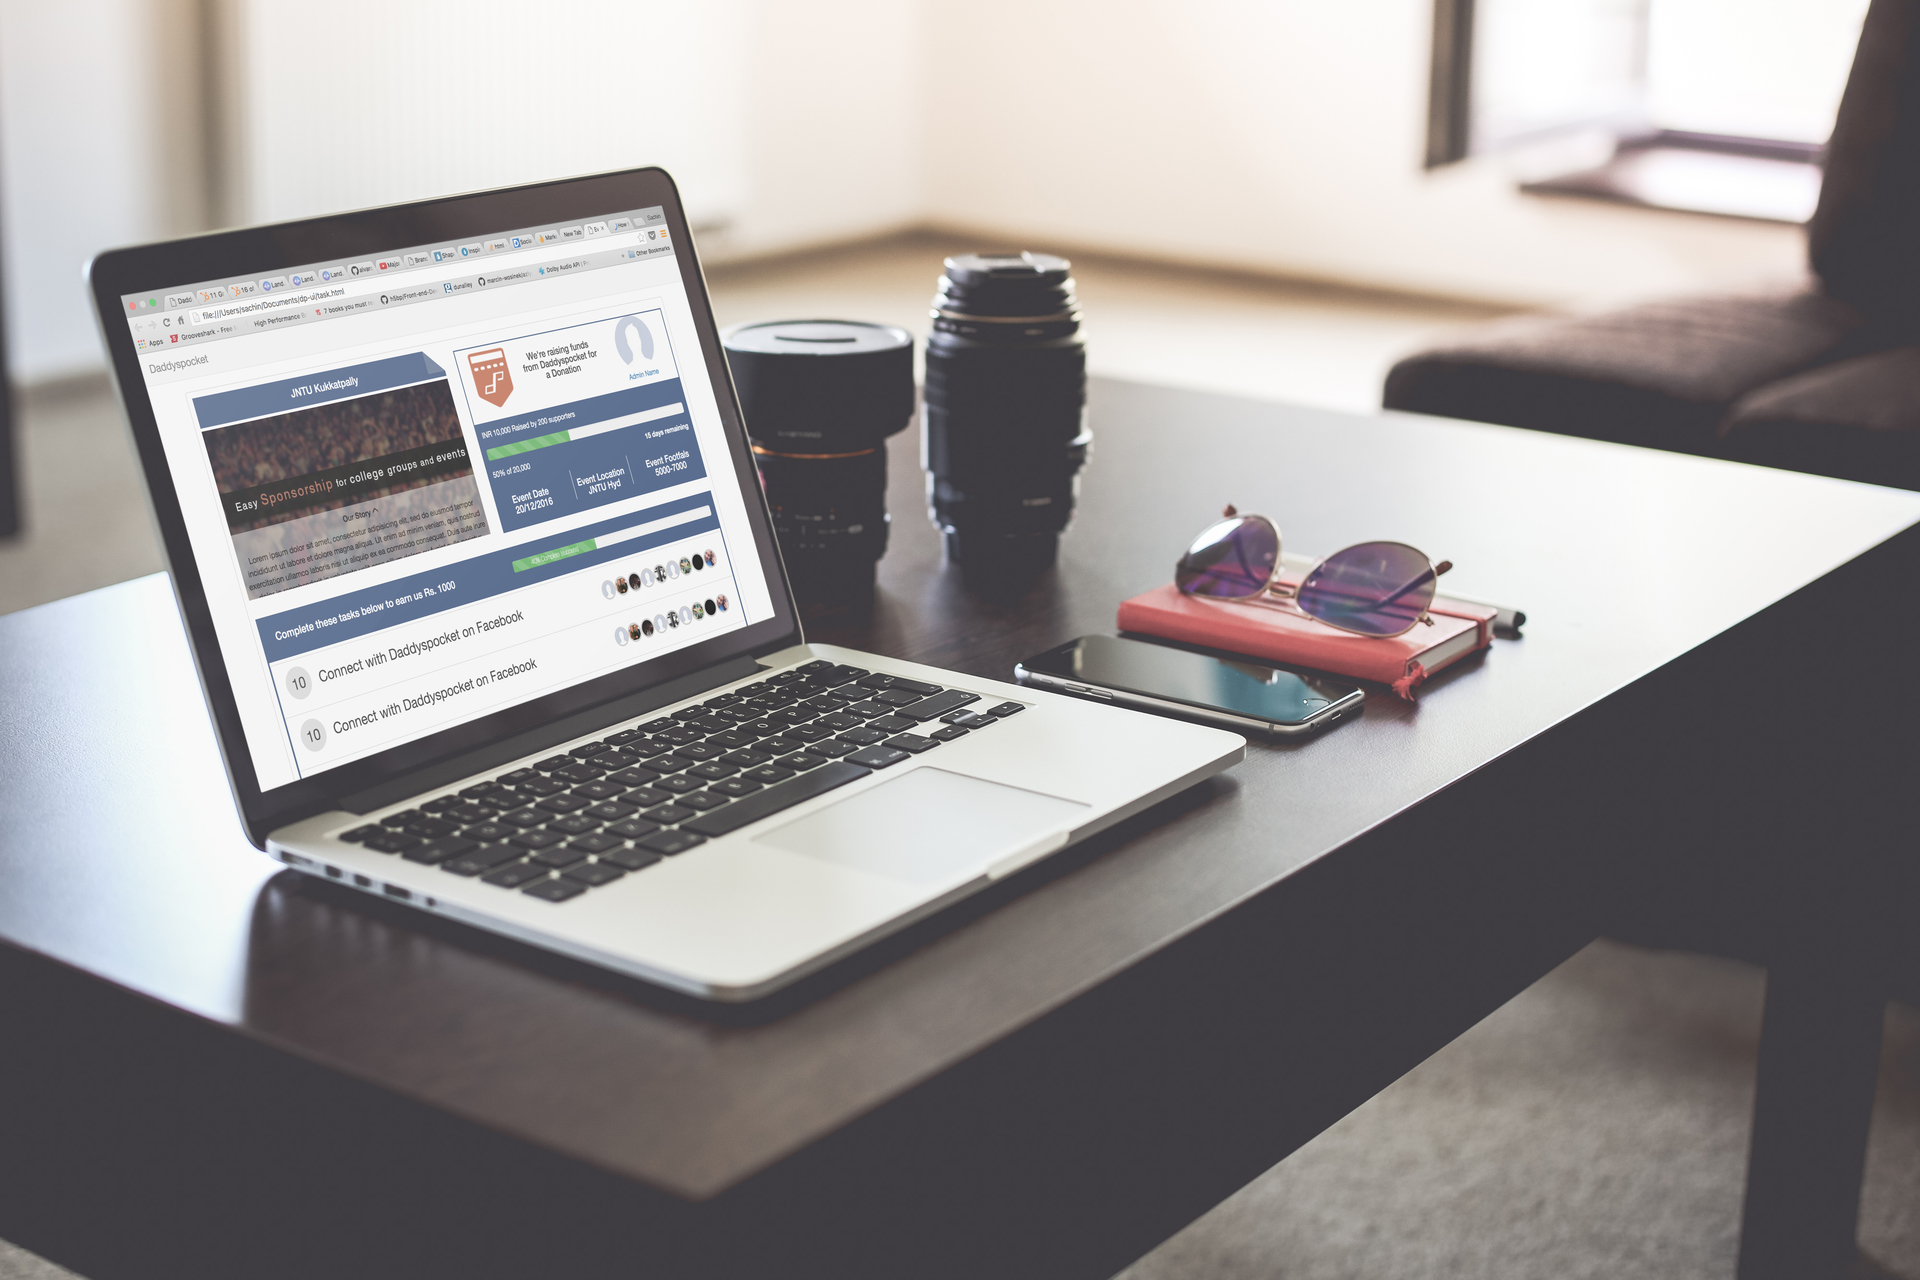 Dadd
11 G
16 of
Land.
Land.
Land.
alvar
Major
Bran
Shap
Inspi
html
Socia
Mark
New Tab
Ev
How
Sachin
file:///Users/sachin/Documents/dp-ui/task.html
Apps
Grooveshark - Free
High Performance
7 books you must
h5bp/Front-end-De
dunalley
Dolby Audio API
Other Bookmarks
Daddyspocket
JNTU Kukkatpally
Easy Sponsorship for college groups and events
Our Story
Lorem ipsum dolor sit amet, consectetur adipisicing elit, sed do eiusmod tempor
incididunt ut labore et dolore magna aliqua. Ut enim ad minim veniam, quis nostrud
exercitation ullamco laboris nisi ut aliquip ex ea commodo consequat. Duis aute irure
We're raising funds
from Daddyspocket for
a Donation
Admin Name
INR 10,000 Raised by 200 supporters
50% of 20,000
15 days remaining
Event Date
20/12/2016
Event Location
JNTU Hyd
Event Footfals
5000-7000
Complete these tasks below to earn us Rs. 1000
10 Connect with Daddyspocket on Facebook
10 Connect with Daddyspocket on Facebook